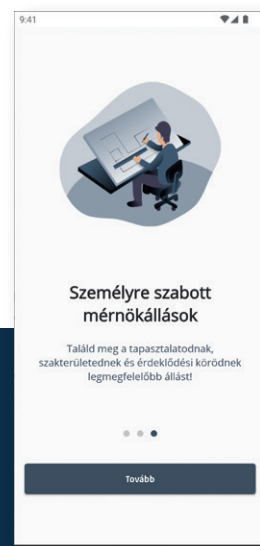 9:41
Személyre szabott
mérnökállások
Találd meg a tapasztalatodnak,
szakterületednek és érdeklődési körödnek
legmegfelelőbb állást!
Tovább